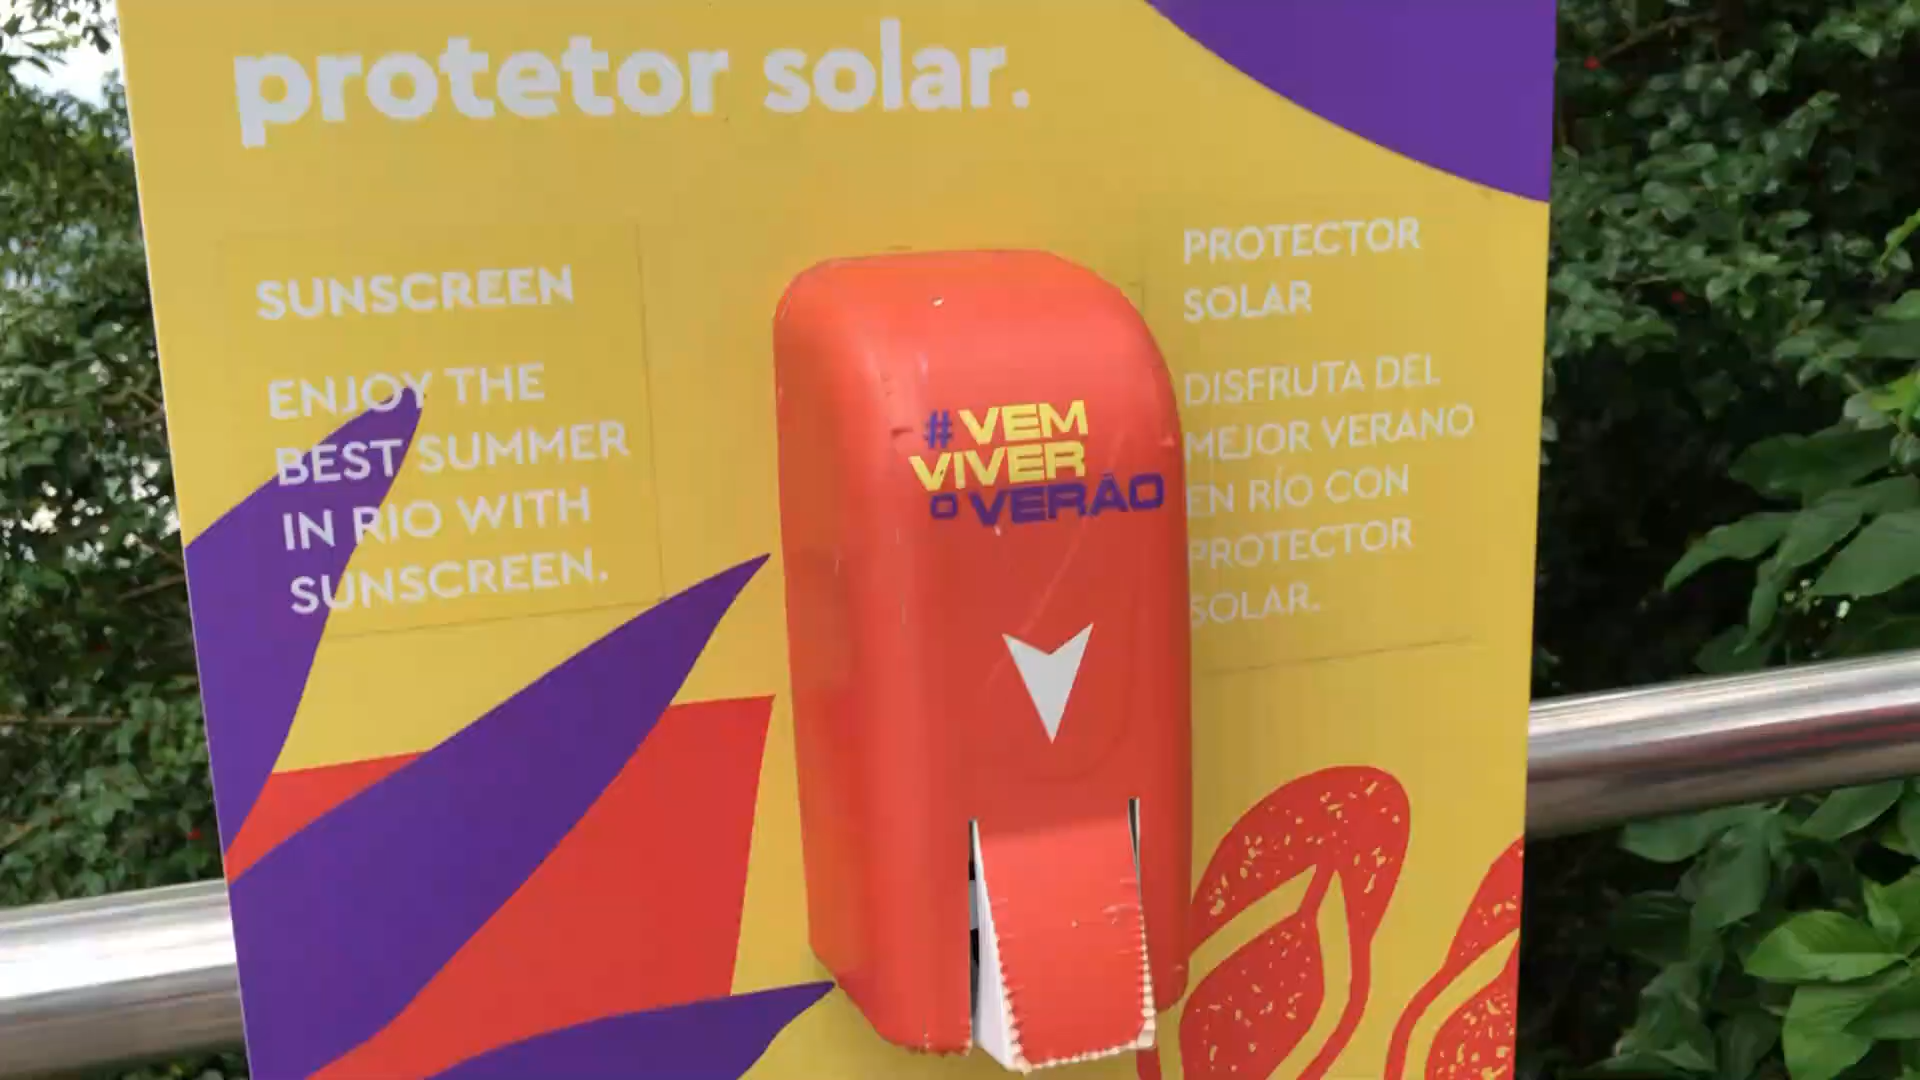 protetor solar.
SUNSCREEN
ENJOY THE
BEST SUMMER
IN RIO WITH
SUNSCREEN.
#VEM
VIVER
O VERÃO
PROTECTOR
SOLAR
DISFRUTA DEL
MEJOR VERANO
EN RÍO CON
PROTECTOR
SOLAR.